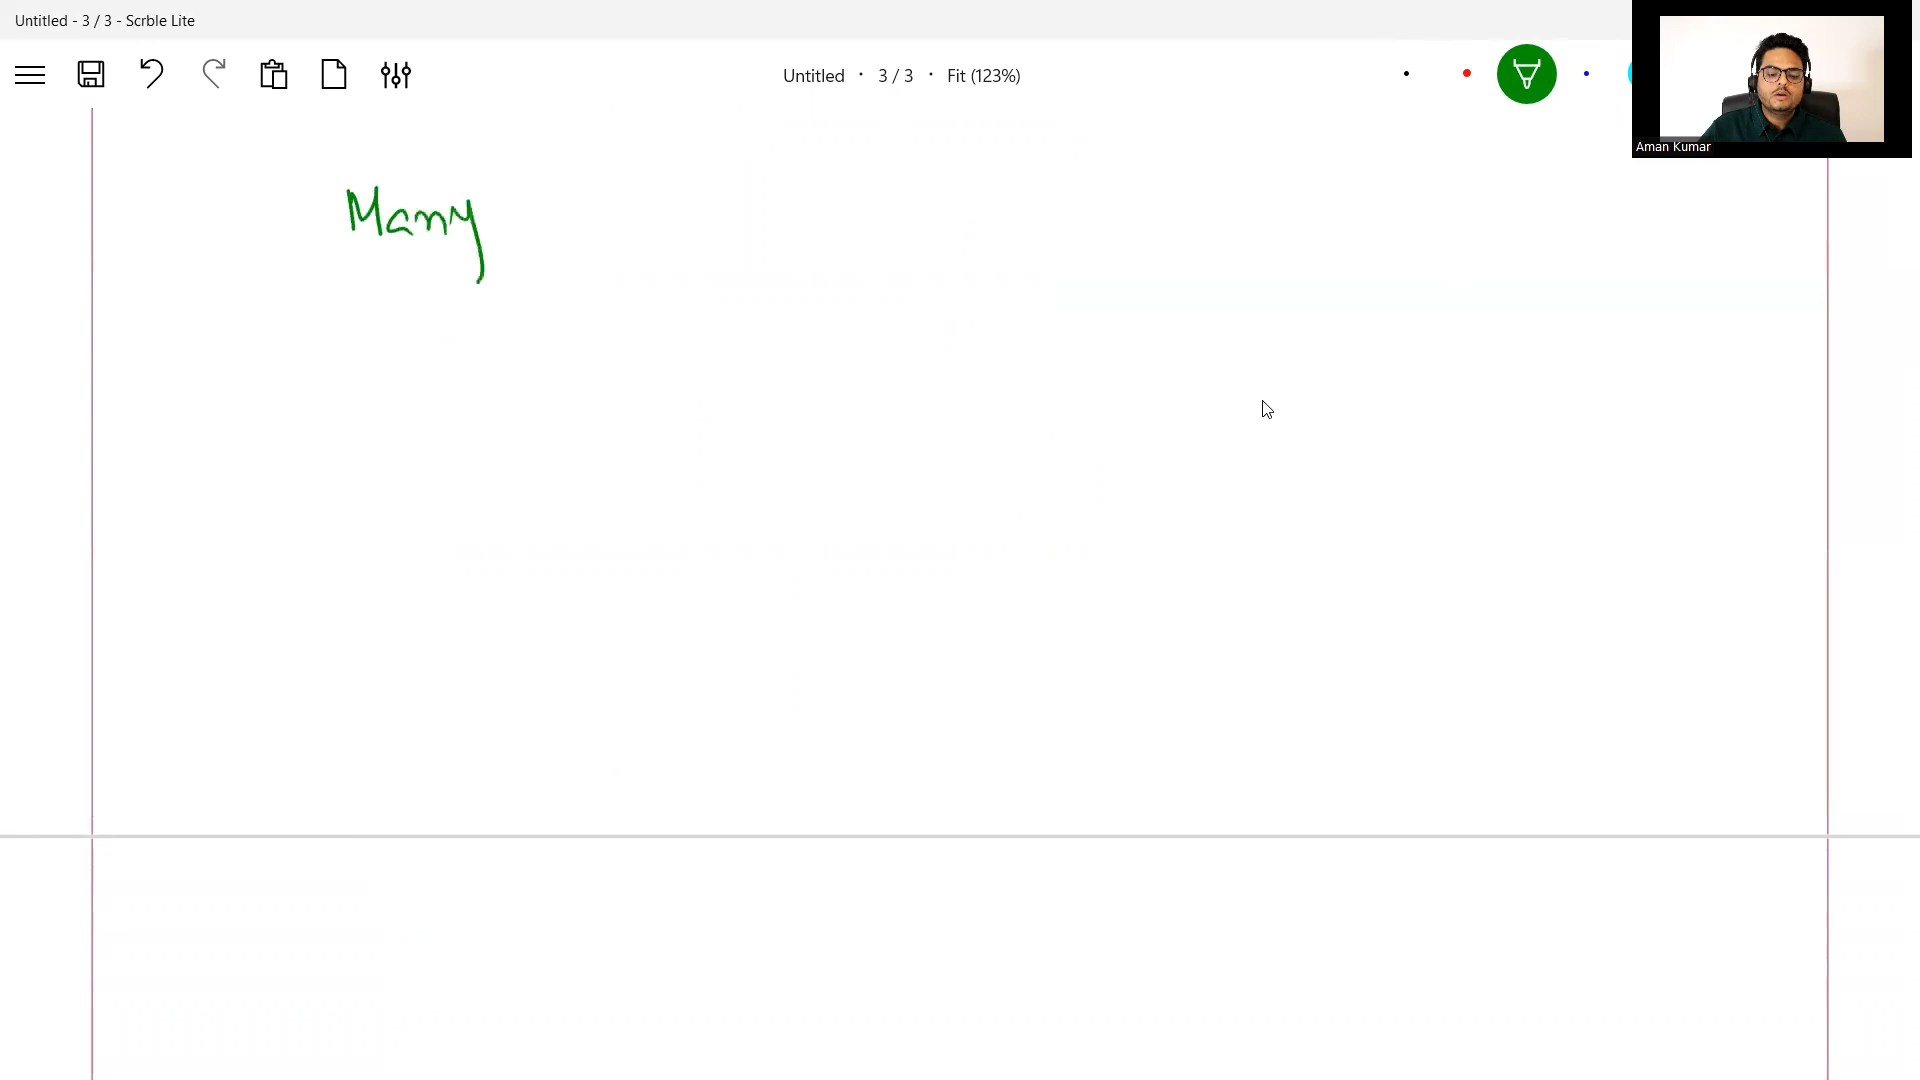 Untitled - 3 / 3 - Scrble Lite
Untitled · 3 / 3 · Fit (123%)
Aman Kumar
Many